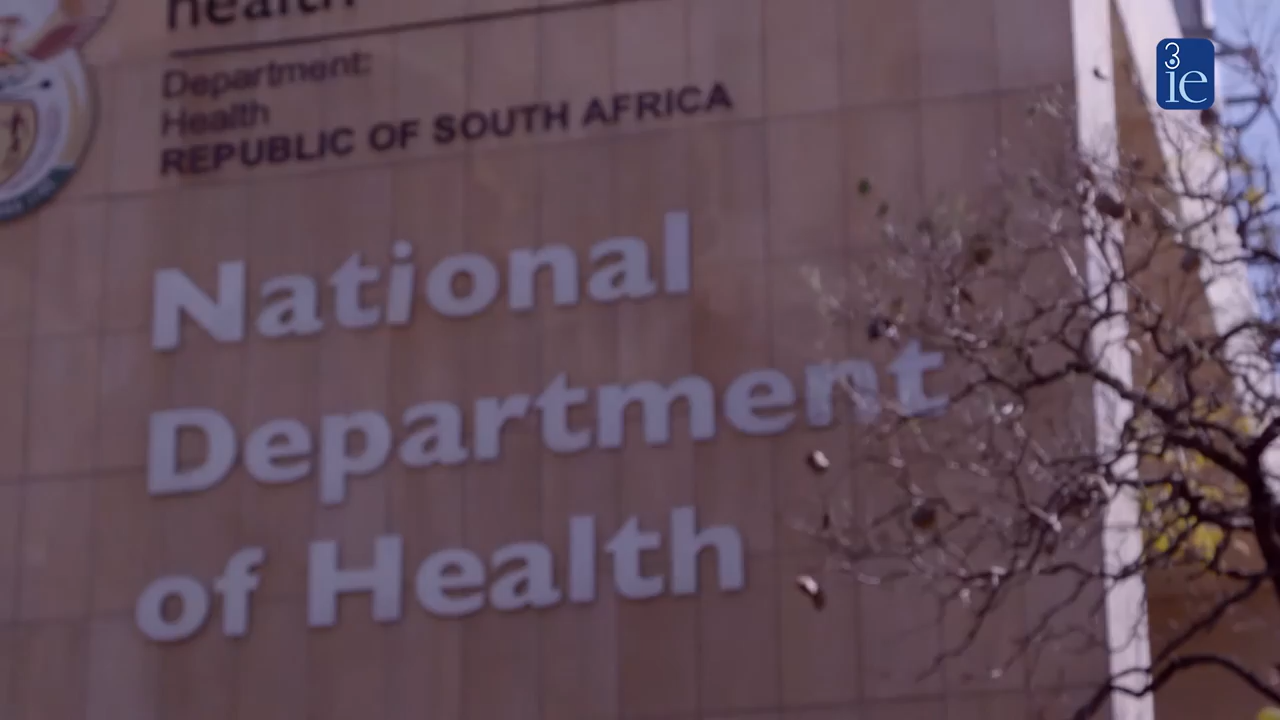 health
Department:
Health
REPUBLIC OF SOUTH AFRICA
National
Department
of Health
3ie